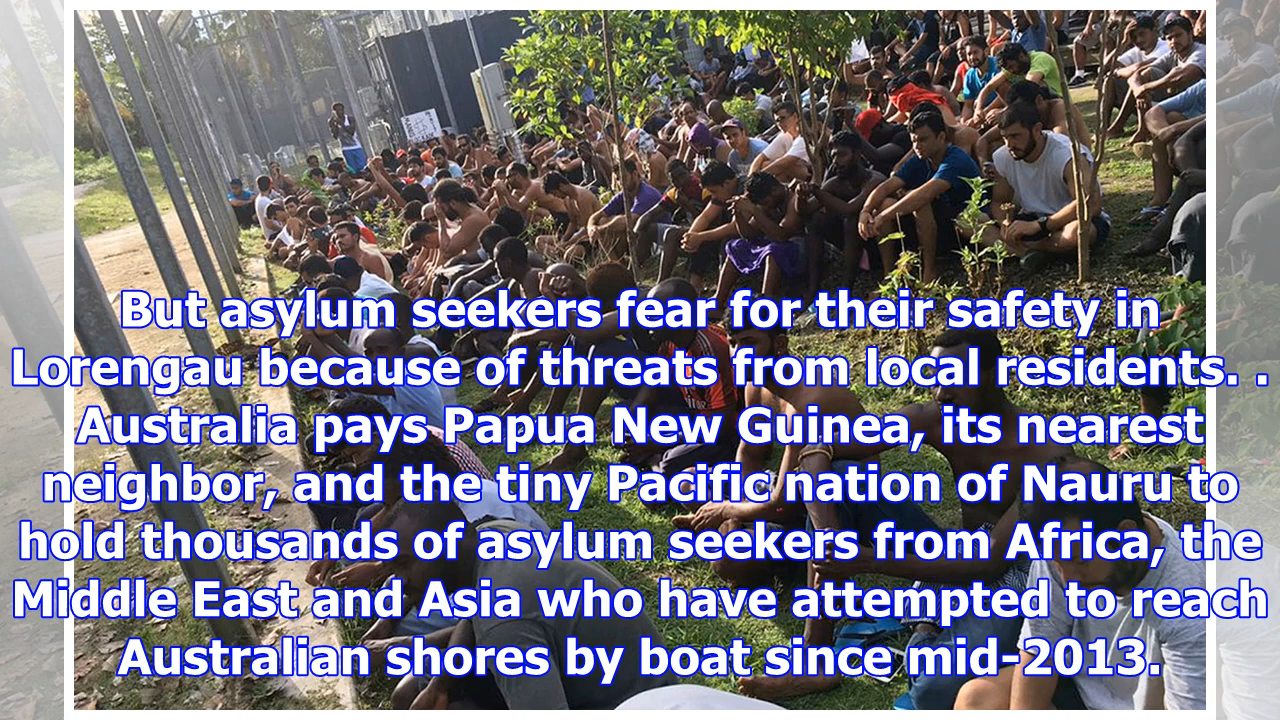 But asylum seekers fear for their safety in
Lorengau because of threats from local residents. .
Australia pays Papua New Guinea, its nearest
neighbor, and the tiny Pacific nation of Nauru to
hold thousands of asylum seekers from Africa, the
Middle East and Asia who have attempted to reach
Australian shores by boat since mid-2013.